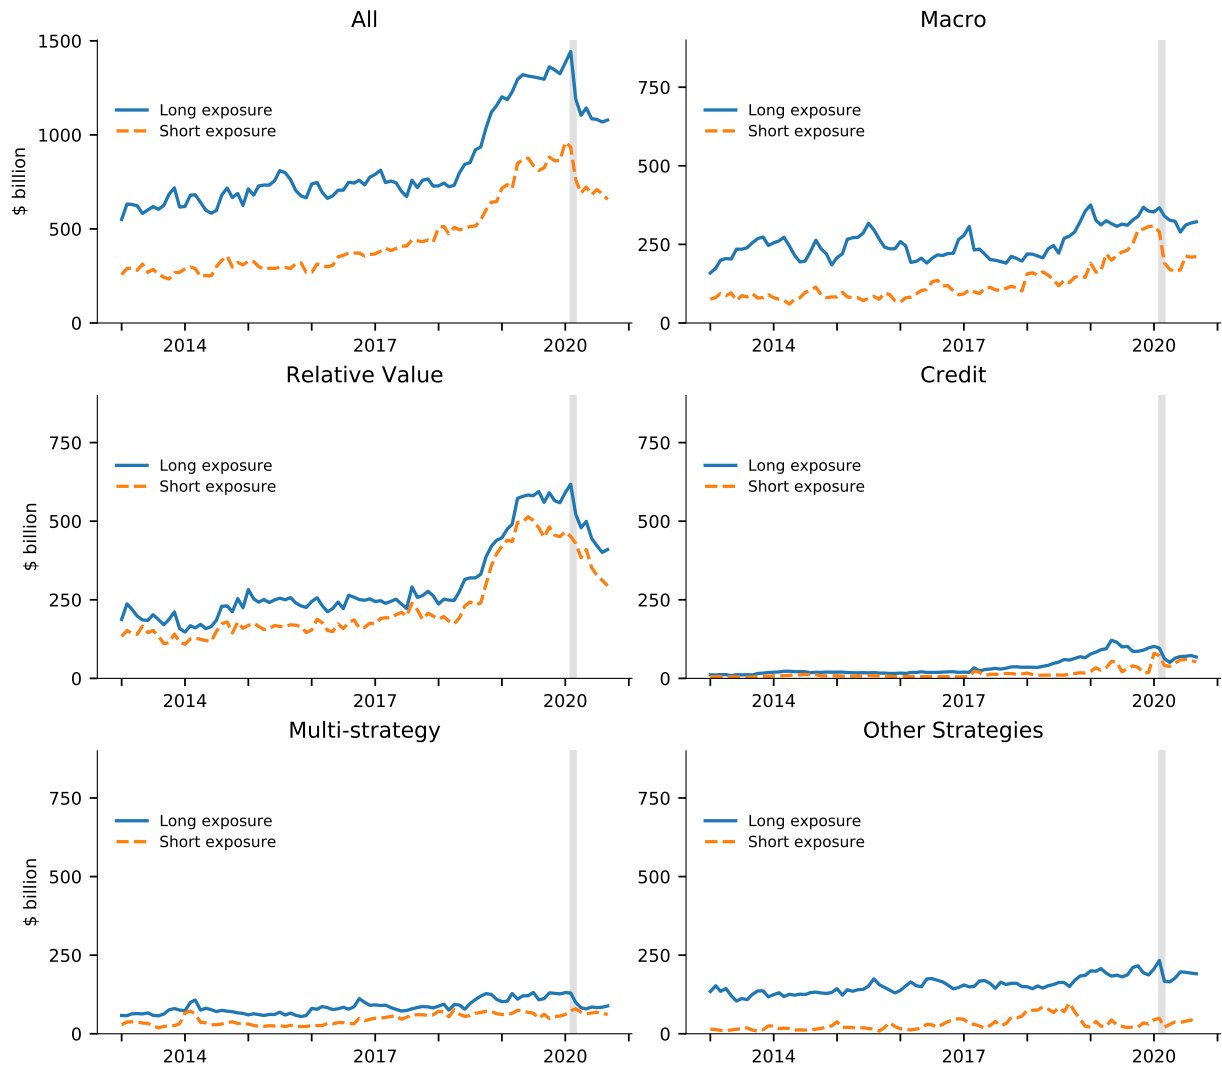 All
1500
1000
500
0
$ billion
Long exposure
Short exposure
2014
2017
2020
Macro
750
500
250
0
Long exposure
Short exposure
2014
2017
2020
Relative Value
750
500
250
0
$ billion
Long exposure
Short exposure
2014
2017
2020
Credit
750
500
250
0
Long exposure
Short exposure
2014
2017
2020
Multi-strategy
750
500
250
0
$ billion
Long exposure
Short exposure
2014
2017
2020
Other Strategies
750
500
250
0
Long exposure
Short exposure
2014
2017
2020